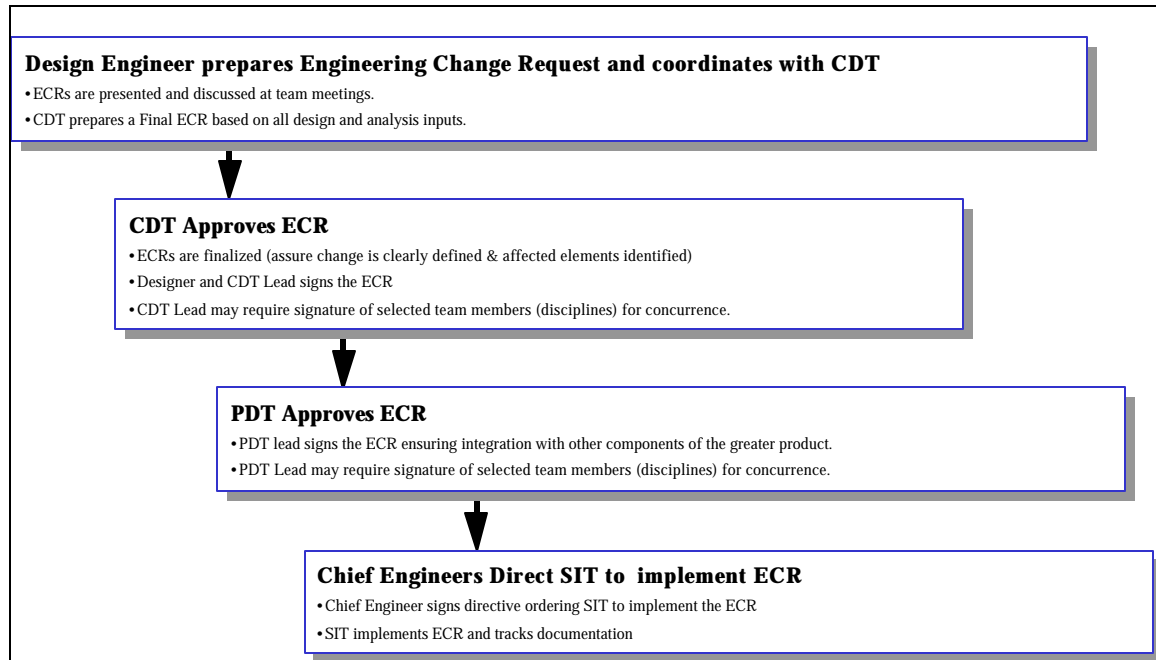 Design Engineer prepares Engineering Change Request and coordinates with CDT
•ECRs are presented and discussed at team meetings.
•CDT prepares a Final ECR based on all design and analysis inputs.
CDT Approves ECR
•ECRs are finalized (assure change is clearly defined & affected elements identified)
•Designer and CDT Lead signs the ECR
•CDT Lead may require signature of selected team members (disciplines) for concurrence.
PDT Approves ECR
•PDT lead signs the ECR ensuring integration with other components of the greater product.
•PDT Lead may require signature of selected team members (disciplines) for concurrence.
Chief Engineers Direct SIT to  implement ECR
•Chief Engineer signs directive ordering SIT to implement the ECR
•SIT implements ECR and tracks documentation